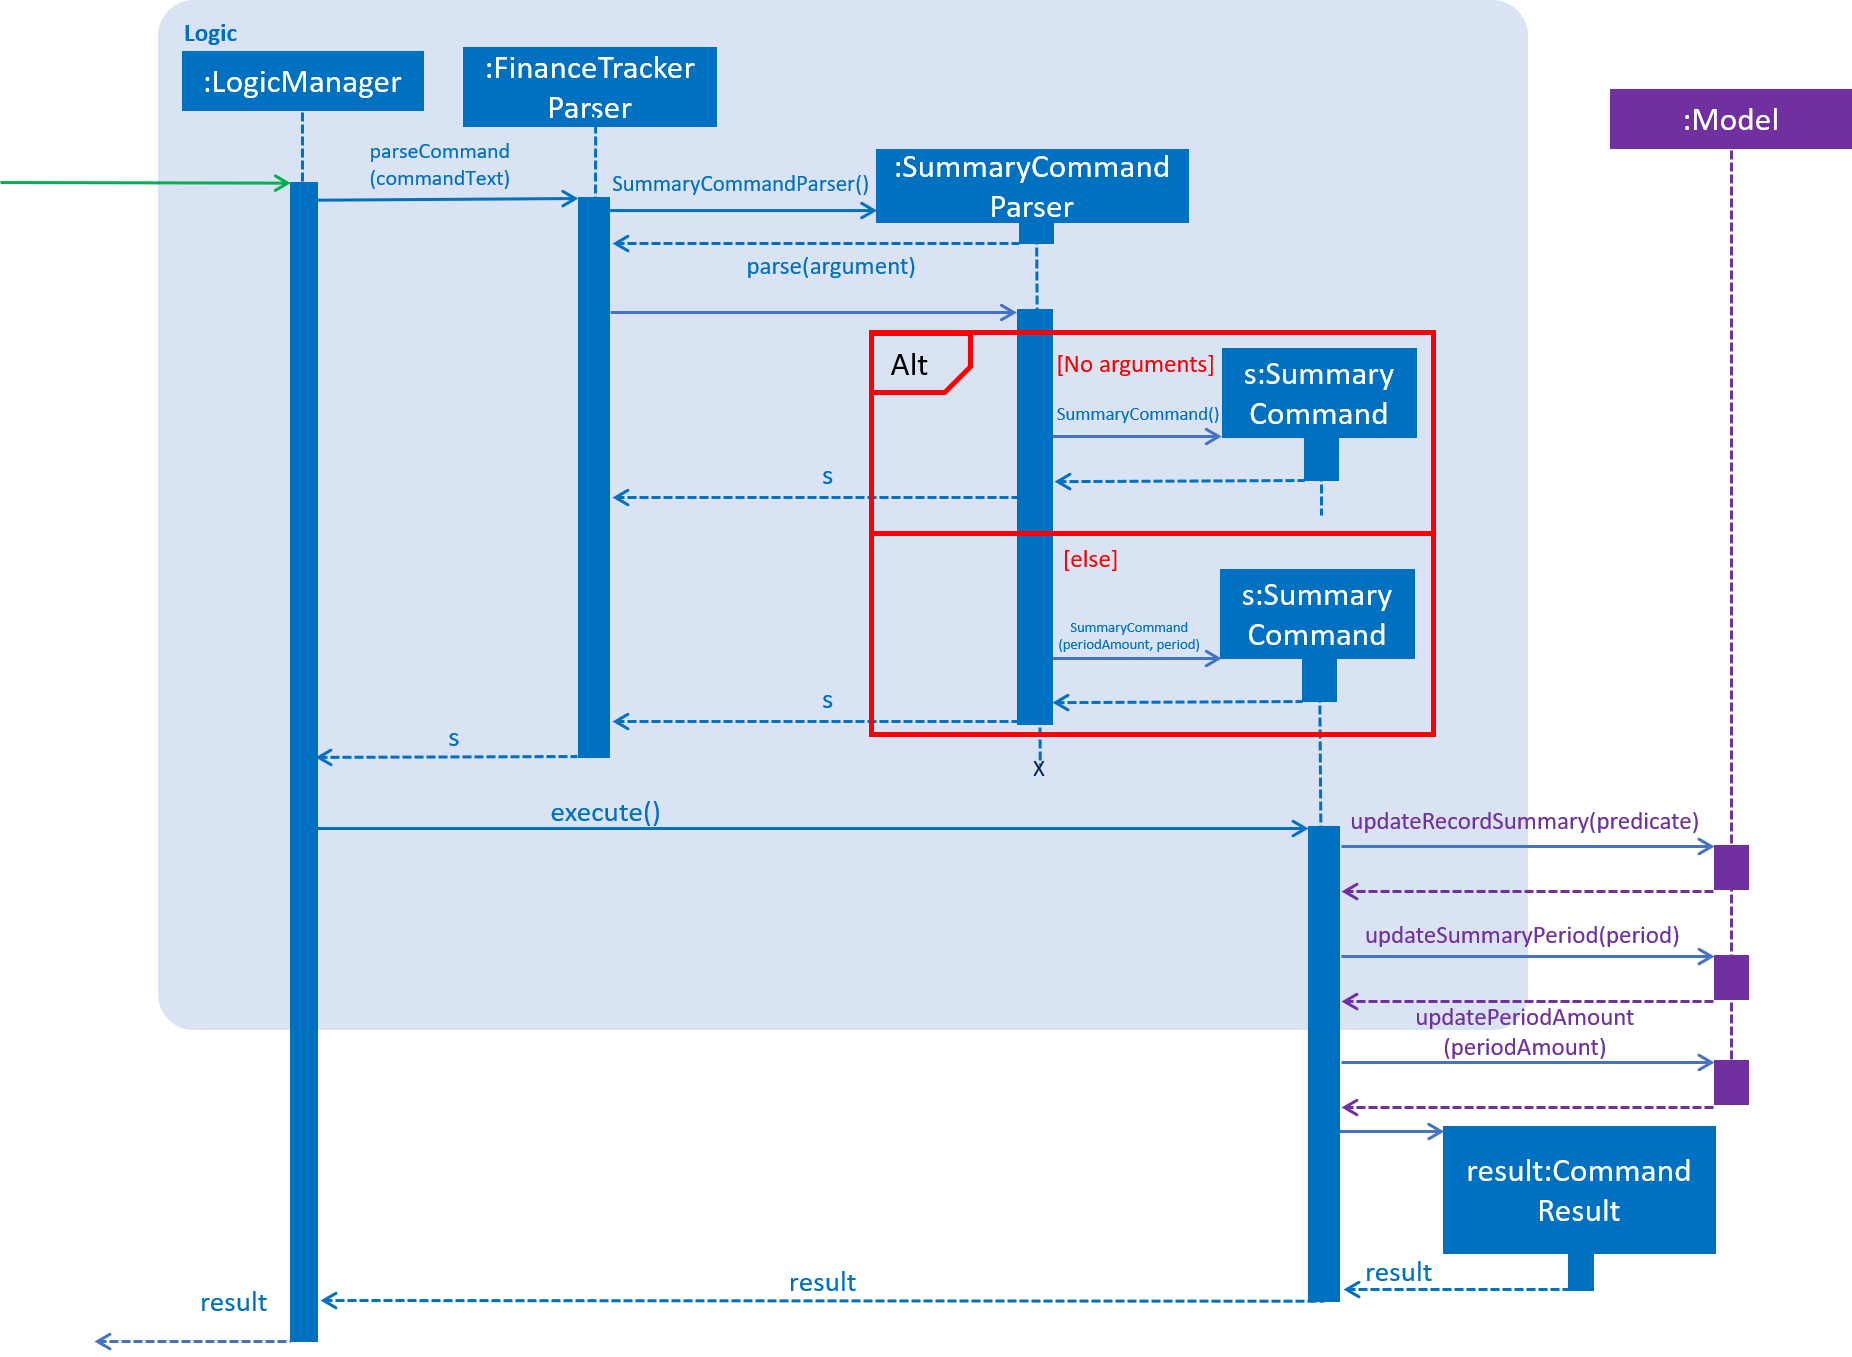 Logic
:LogicManager
:FinanceTracker
Parser
:Model
parseCommand
(commandText)
SummaryCommandParser()
:SummaryCommand
Parser
parse(argument)
Alt
[No arguments]
s:Summary
Command
SummaryCommand()
s
[else]
s:Summary
Command
SummaryCommand
(periodAmount, period)
s
s
X
execute()
updateRecordSummary(predicate)
updateSummaryPeriod(period)
updatePeriodAmount
(periodAmount)
result:Command
Result
result
result
result